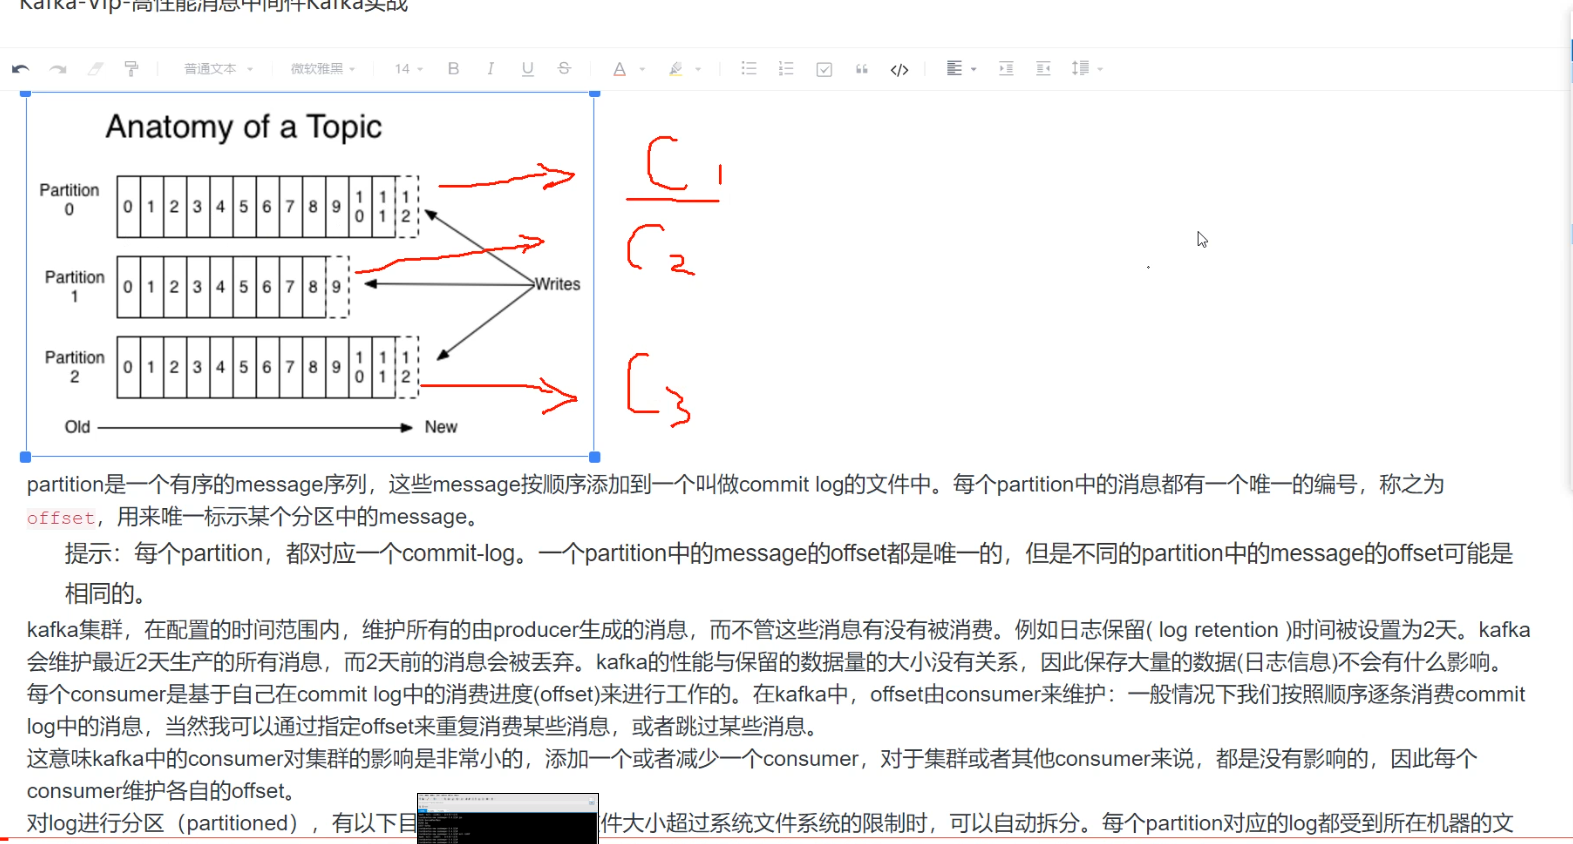 Kafka-Vip-高性能消息中间件Kafka实战
普通文本 微软雅黑 14 B I U S A
Anatomy of a Topic
Partition 0
0 1 2 3 4 5 6 7 8 9 10 11 12
C1
C2
Partition 1
0 1 2 3 4 5 6 7 8 9
Writes
Partition 2
0 1 2 3 4 5 6 7 8 9 10 11 12
C3
Old New
partition是一个有序的message序列，这些message按顺序添加到一个叫做commit log的文件中。每个partition中的消息都有一个唯一的编号，称之为
offset，用来唯一标示某个分区中的message。
提示：每个partition，都对应一个commit-log。一个partition中的message的offset都是唯一的，但是不同的partition中的message的offset可能是
相同的。
kafka集群，在配置的时间范围内，维护所有的由producer生成的消息，而不管这些消息有没有被消费。例如日志保留( log retention )时间被设置为2天。kafka
会维护最近2天生产的所有消息，而2天前的消息会被丢弃。kafka的性能与保留的数据量的大小没有关系，因此保存大量的数据(日志信息)不会有什么影响。
每个consumer是基于自己在commit log中的消费进度(offset)来进行工作的。在kafka中，offset由consumer来维护：一般情况下我们按照顺序逐条消费commit
log中的消息，当然我可以通过指定offset来重复消费某些消息，或者跳过某些消息。
这意味kafka中的consumer对集群的影响是非常小的，添加一个或者减少一个consumer，对于集群或者其他consumer来说，都是没有影响的，因此每个
consumer维护各自的offset。
对log进行分区（partitioned），有以下目 件大小超过系统文件系统的限制时，可以自动拆分。每个partition对应的log都受到所在机器的文